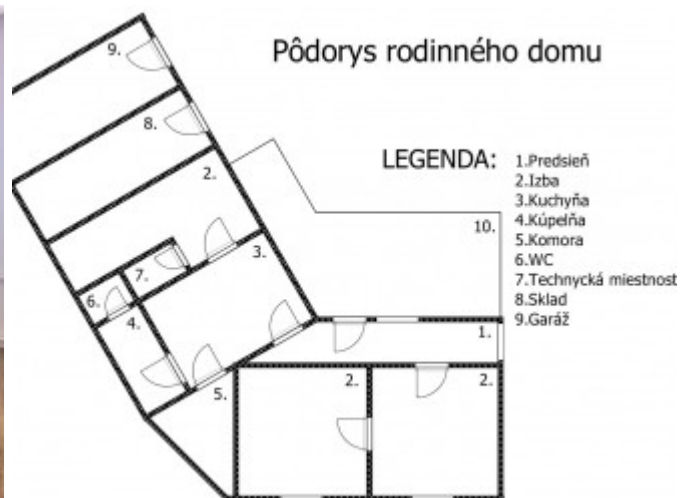 Pôdorys rodinného domu
LEGENDA:
1.Predsieň
2.Izba
3.Kuchyňa
4.Kúpelňa
5.Komora
6.WC
7.Technycká miestnost
8.Sklad
9.Garáž
9.
8.
2.
3.
7.
6.
4.
5.
10.
1.
2.
2.